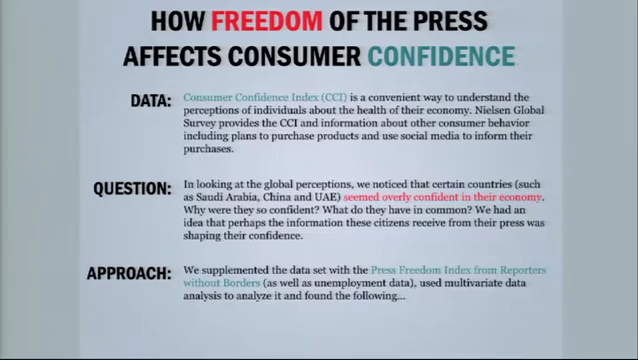 HOW FREEDOM OF THE PRESS
AFFECTS CONSUMER CONFIDENCE
DATA: Consumer Confidence Index (CCI) is a convenient way to understand the
perceptions of individuals about the health of their economy. Nielsen Global
Survey provides the CCI and information about other consumer behavior
including plans to purchase products and use social media to inform their
purchases.
QUESTION: In looking at the global perceptions, we noticed that certain countries (such
as Saudi Arabia, China and UAE) seemed overly confident in their economy.
Why were they so confident? What do they have in common? We had an
idea that perhaps the information these citizens receive from their press was
shaping their confidence.
APPROACH: We supplemented the data set with the Press Freedom Index from Reporters
without Borders (as well as unemployment data), used multivariate data
analysis to analyze it and found the following...